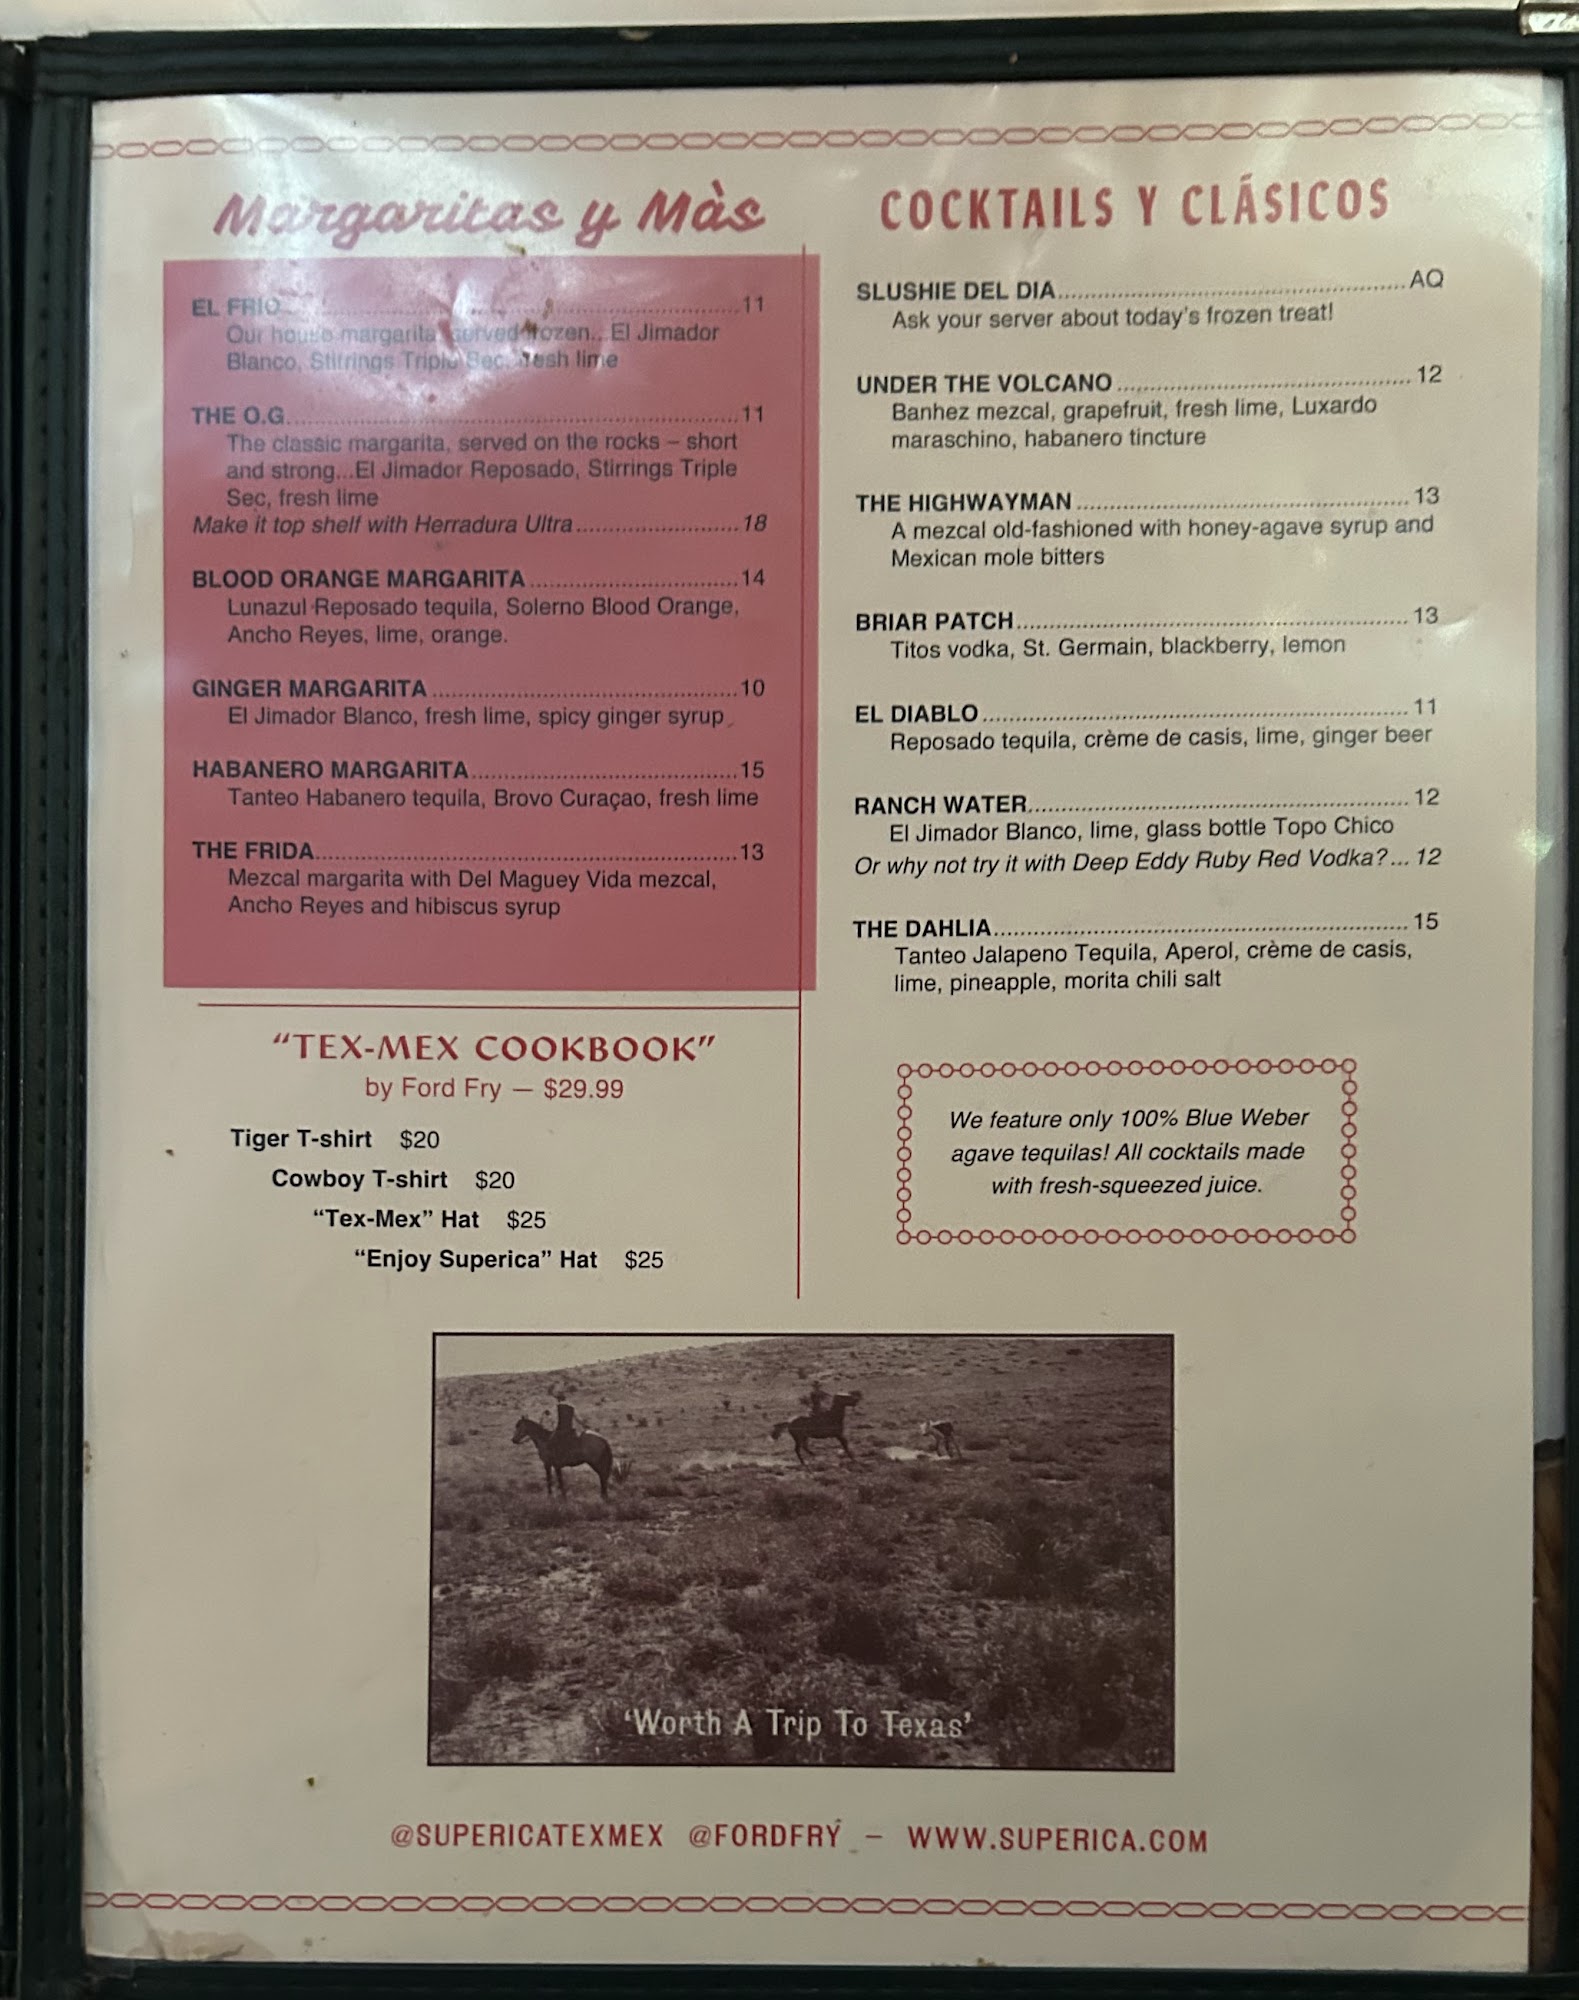 Margaritas y Màs
EL FRIO.......................................................11
Our house margarita served frozen...El Jimador
Blanco, Stirrings Triple Sec, fresh lime
THE O.G.......................................................11
The classic margarita, served on the rocks – short
and strong...El Jimador Reposado, Stirrings Triple
Sec, fresh lime
Make it top shelf with Herradura Ultra........................18
BLOOD ORANGE MARGARITA..............................14
Lunazul Reposado tequila, Solerno Blood Orange,
Ancho Reyes, lime, orange.
GINGER MARGARITA............................................10
El Jimador Blanco, fresh lime, spicy ginger syrup
HABANERO MARGARITA......................................15
Tanteo Habanero tequila, Brovo Curaçao, fresh lime
THE FRIDA............................................................13
Mezcal margarita with Del Maguey Vida mezcal,
Ancho Reyes and hibiscus syrup
"TEX-MEX COOKBOOK"
by Ford Fry — $29.99
Tiger T-shirt $20
Cowboy T-shirt $20
"Tex-Mex" Hat $25
"Enjoy Superica" Hat $25
COCKTAILS Y CLÁSICOS
SLUSHIE DEL DIA..................................................AQ
Ask your server about today's frozen treat!
UNDER THE VOLCANO..........................................12
Banhez mezcal, grapefruit, fresh lime, Luxardo
maraschino, habanero tincture
THE HIGHWAYMAN................................................13
A mezcal old-fashioned with honey-agave syrup and
Mexican mole bitters
BRIAR PATCH........................................................13
Titos vodka, St. Germain, blackberry, lemon
EL DIABLO.............................................................11
Reposado tequila, crème de casis, lime, ginger beer
RANCH WATER......................................................12
El Jimador Blanco, lime, glass bottle Topo Chico
Or why not try it with Deep Eddy Ruby Red Vodka?... 12
THE DAHLIA...........................................................15
Tanteo Jalapeno Tequila, Aperol, crème de casis,
lime, pineapple, morita chili salt
We feature only 100% Blue Weber
agave tequilas! All cocktails made
with fresh-squeezed juice.
'Worth A Trip To Texas'
@SUPERICATEXMEX @FORDFRY – WWW.SUPERICA.COM